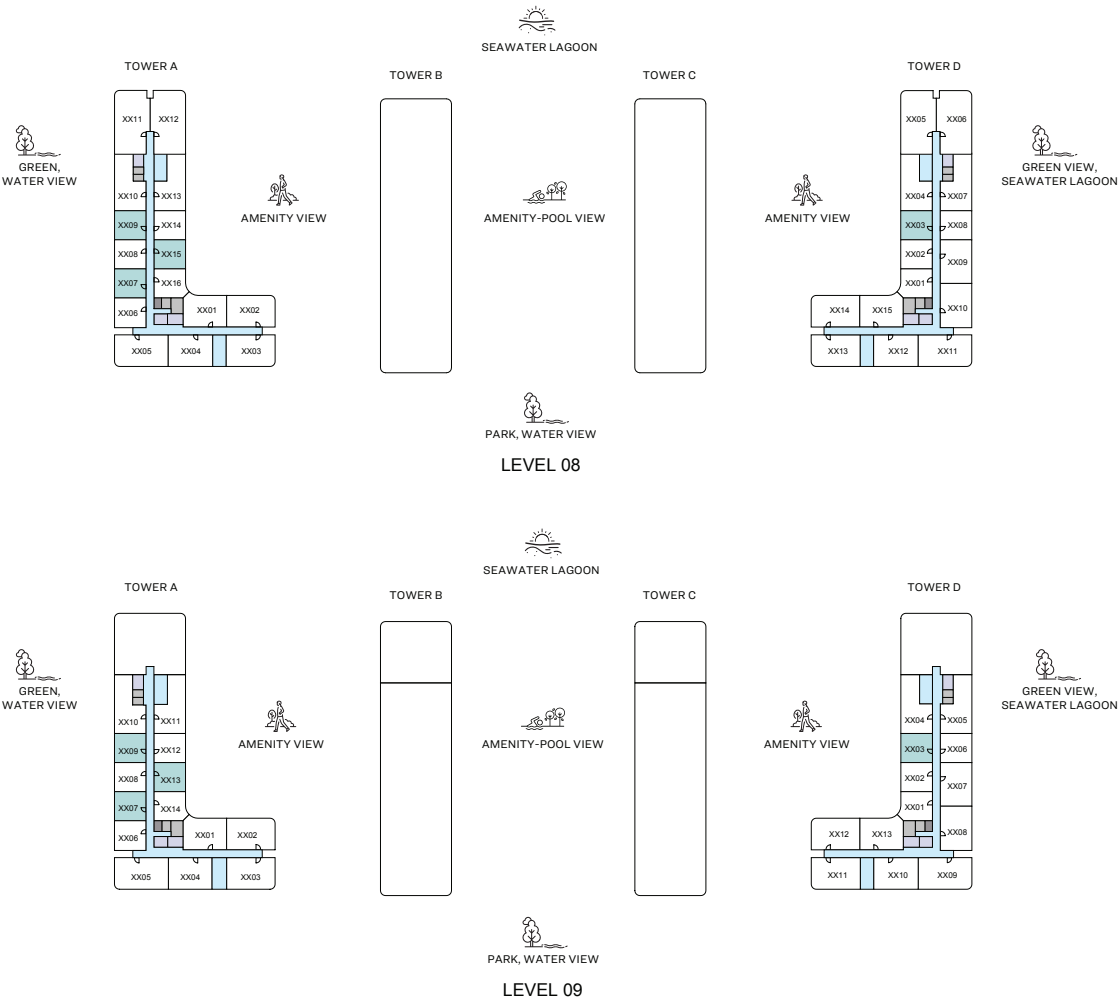 SEAWATER LAGOON
TOWER A
TOWER B
TOWER C
TOWER D
XX11
XX12
XX05
XX06
GREEN,
WATER VIEW
GREEN VIEW,
SEAWATER LAGOON
XX10
XX13
XX04
XX07
AMENITY VIEW
AMENITY-POOL VIEW
AMENITY VIEW
XX09
XX14
XX03
XX08
XX08
XX15
XX02
XX09
XX07
XX16
XX01
XX06
XX01
XX02
XX14
XX15
XX10
XX05
XX04
XX03
XX13
XX12
XX11
PARK, WATER VIEW
LEVEL 08
SEAWATER LAGOON
TOWER A
TOWER B
TOWER C
TOWER D
GREEN,
WATER VIEW
GREEN VIEW,
SEAWATER LAGOON
XX10
XX11
XX04
XX05
AMENITY VIEW
AMENITY-POOL VIEW
AMENITY VIEW
XX09
XX12
XX03
XX06
XX08
XX13
XX02
XX07
XX07
XX14
XX01
XX06
XX01
XX02
XX12
XX13
XX08
XX05
XX04
XX03
XX11
XX10
XX09
PARK, WATER VIEW
LEVEL 09